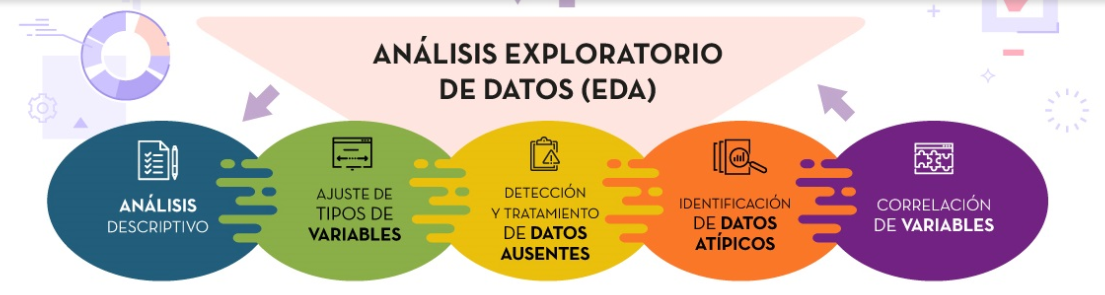 ANÁLISIS EXPLORATORIO
DE DATOS (EDA)
ANÁLISIS
DESCRIPTIVO
AJUSTE DE
TIPOS DE
VARIABLES
DETECCIÓN
Y TRATAMIENTO
DE DATOS
AUSENTES
IDENTIFICACIÓN
DE DATOS
ATÍPICOS
CORRELACIÓN
DE VARIABLES